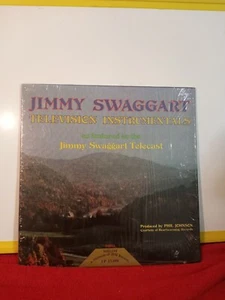 JIMMY SWAGGART
TELEVISION INSTRUMENTALS
as featured on the
Jimmy Swaggart Telecast
Produced by PHIL JOHNSON